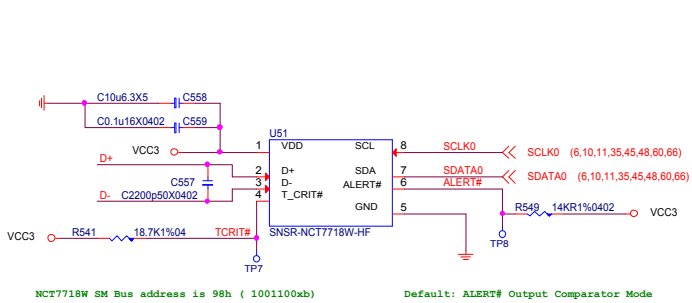 C10u6.3X5 C558
C0.1u16X0402 C559
U51
VCC3 1 VDD SCL 8 SCLK0 SCLK0 (6,10,11,35,45,48,60,66)
D+ 2 D+ SDA 7 SDATA0 SDATA0 (6,10,11,35,45,48,60,66)
C557 3 D- ALERT# 6 ALERT#
D- C2200p50X0402 4 T_CRIT# GND 5
R549 14KR1%0402 VCC3
VCC3 R541 18.7K1%04 TCRIT# SNSR-NCT7718W-HF
TP8
TP7
NCT7718W SM Bus address is 98h ( 1001100xb) Default: ALERT# Output Comparator Mode